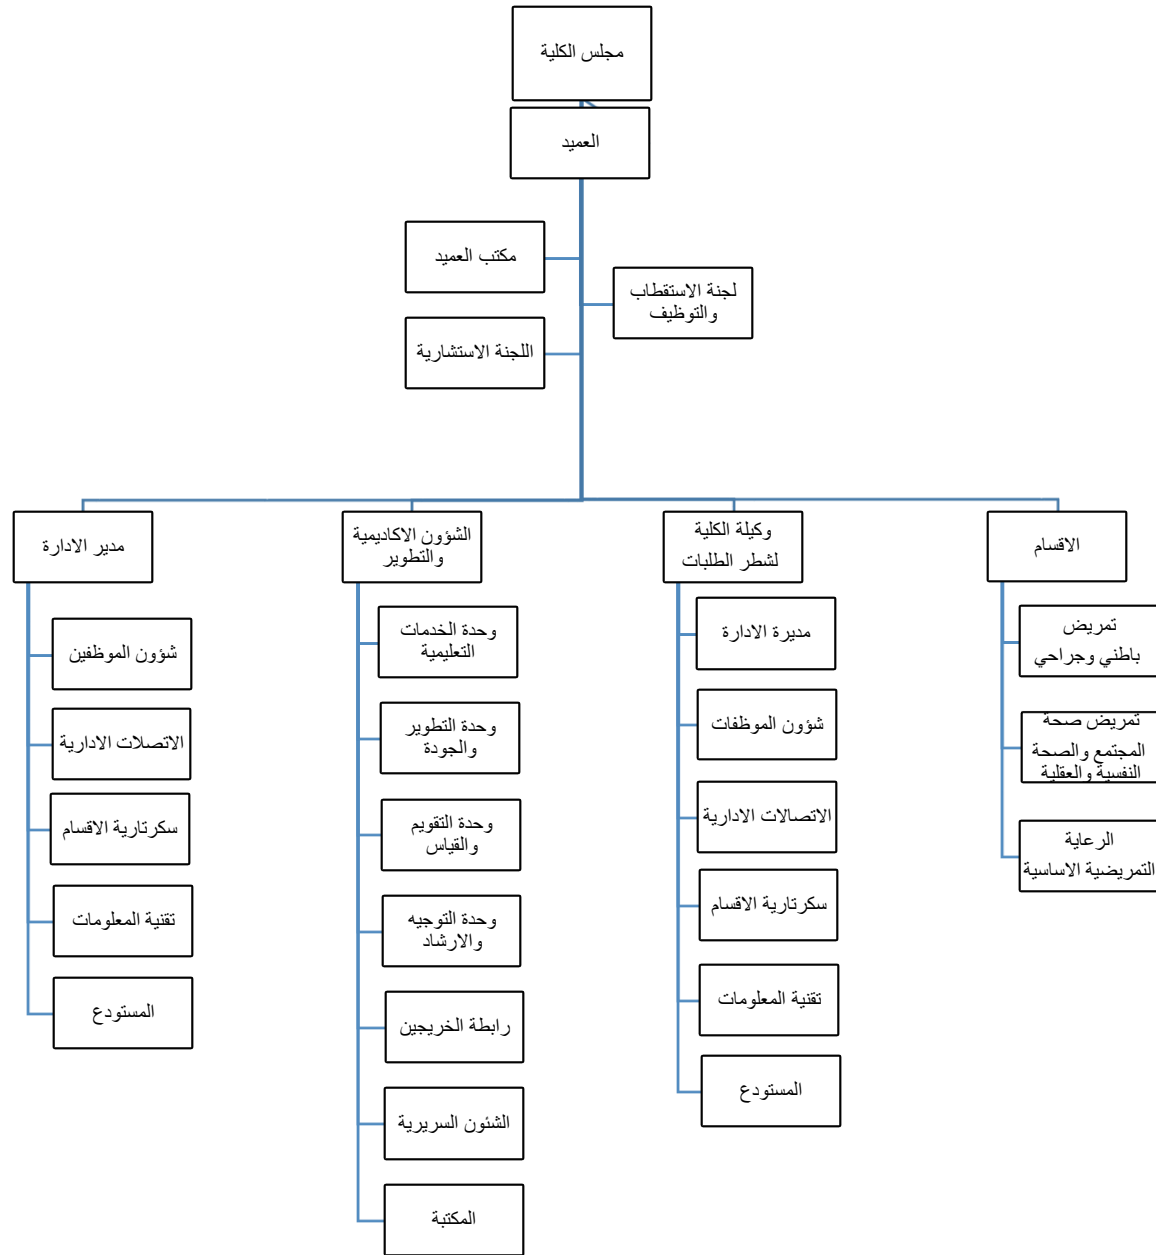 مجلس الكلية
العميد
مكتب العميد
لجنة الاستقطاب
والتوظيف
اللجنة الاستشارية
الاقسام
تمريض
باطني وجراحي
تمريض صحة
المجتمع والصحة
النفسية والعقلية
الرعاية
التمريضية الاساسية
وكيلة الكلية
لشطر الطلبات
مديرة الادارة
شؤون الموظفات
الاتصالات الادارية
سكرتارية الاقسام
تقنية المعلومات
المستودع
الشؤون الاكاديمية
والتطوير
وحدة الخدمات
التعليمية
وحدة التطوير
والجودة
وحدة التقويم
والقياس
وحدة التوجيه
والارشاد
رابطة الخريجين
الشئون السريرية
المكتبة
مدير الادارة
شؤون الموظفين
الاتصلات الادارية
سكرتارية الاقسام
تقنية المعلومات
المستودع